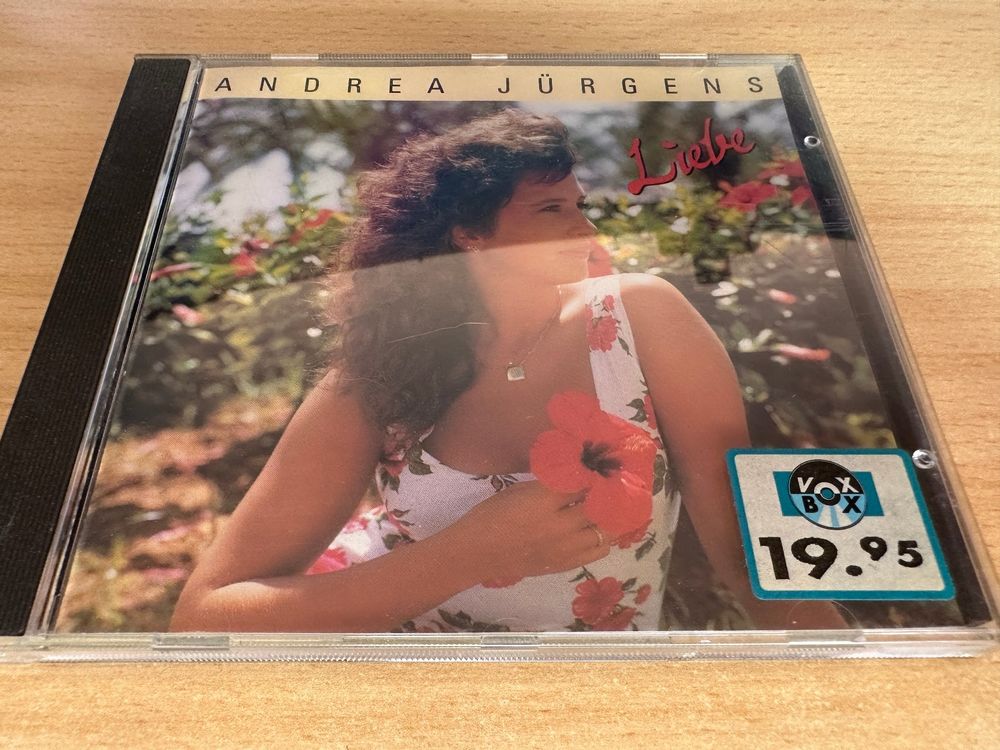 ANDREA JÜRGENS
Liebe
VOX
BOX
19.95